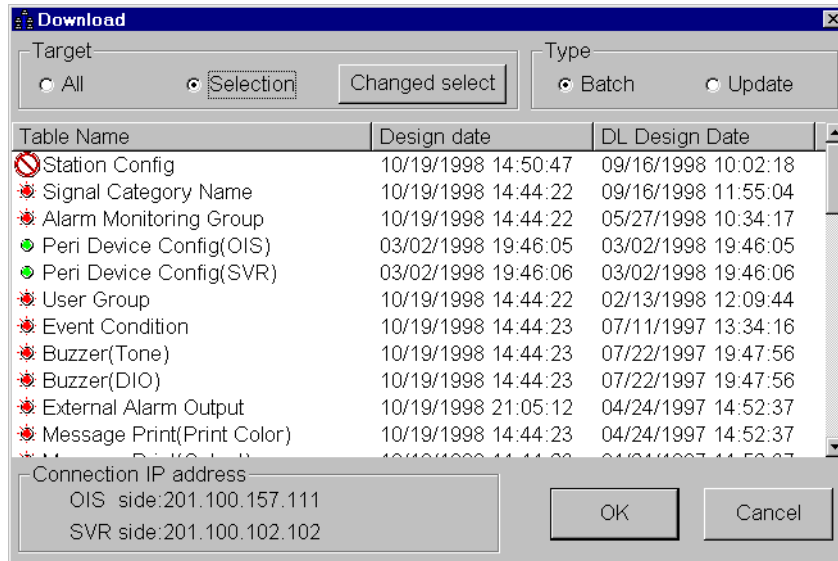 Download
Target
Type
All Selection Changed select Batch Update
Table Name Design date DL Design Date
Station Config 10/19/1998 14:50:47 09/16/1998 10:02:18
Signal Category Name 10/19/1998 14:44:22 09/16/1998 11:55:04
Alarm Monitoring Group 10/19/1998 14:44:22 05/27/1998 10:34:17
Peri Device Config(OIS) 03/02/1998 19:46:05 03/02/1998 19:46:05
Peri Device Config(SVR) 03/02/1998 19:46:06 03/02/1998 19:46:06
User Group 10/19/1998 14:44:22 02/13/1998 12:09:44
Event Condition 10/19/1998 14:44:23 07/11/1997 13:34:16
Buzzer(Tone) 10/19/1998 14:44:23 07/22/1997 19:47:56
Buzzer(DIO) 10/19/1998 14:44:23 07/22/1997 19:47:56
External Alarm Output 10/19/1998 21:05:12 04/24/1997 14:52:37
Message Print(Print Color) 10/19/1998 14:44:23 04/24/1997 14:52:37
Connection IP address
OIS side:201.100.157.111
SVR side:201.100.102.102
OK Cancel